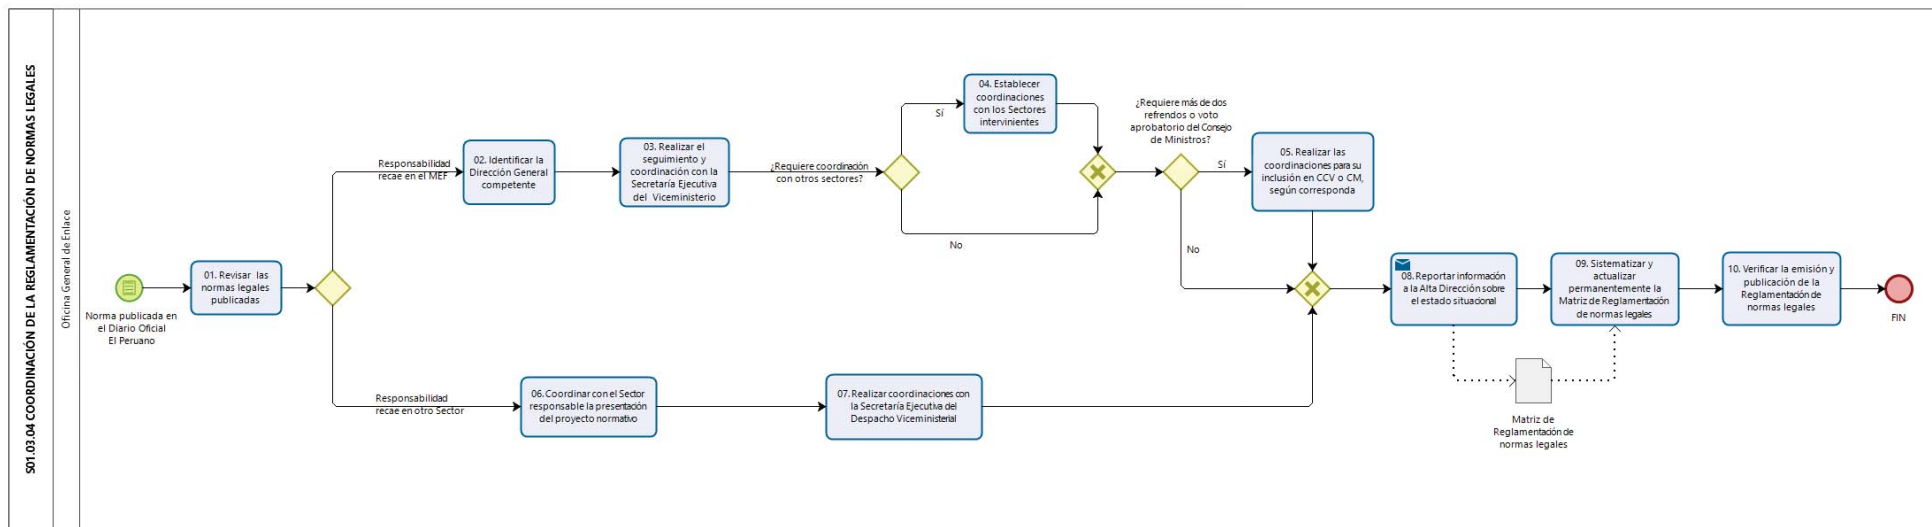 S01.03.04 COORDINACIÓN DE LA REGLAMENTACIÓN DE NORMAS LEGALES
Oficina General de Enlace
Norma publicada en
el Diario Oficial
El Peruano
01. Revisar las
normas legales
publicadas
Responsabilidad
recae en el MEF
02. Identificar la
Dirección General
competente
03. Realizar el
seguimiento y
coordinación con la
Secretaría Ejecutiva
del Viceministerio
¿Requiere coordinación
con otros sectores?
Sí
04. Establecer
coordinaciones
con los Sectores
intervinientes
No
¿Requiere más de dos
refrendos o voto
aprobatorio del Consejo
de Ministros?
Sí
05. Realizar las
coordinaciones para su
inclusión en CCV o CM,
según corresponda
No
Responsabilidad
recae en otro Sector
06. Coordinar con el Sector
responsable la presentación
del proyecto normativo
07. Realizar coordinaciones con
la Secretaría Ejecutiva del
Despacho Viceministerial
08. Reportar información
a la Alta Dirección sobre
el estado situacional
Matriz de
Reglamentación de
normas legales
09. Sistematizar y
actualizar
permanentemente la
Matriz de Reglamentación
de normas legales
10. Verificar la emisión y
publicación de la
Reglamentación de
normas legales
FIN